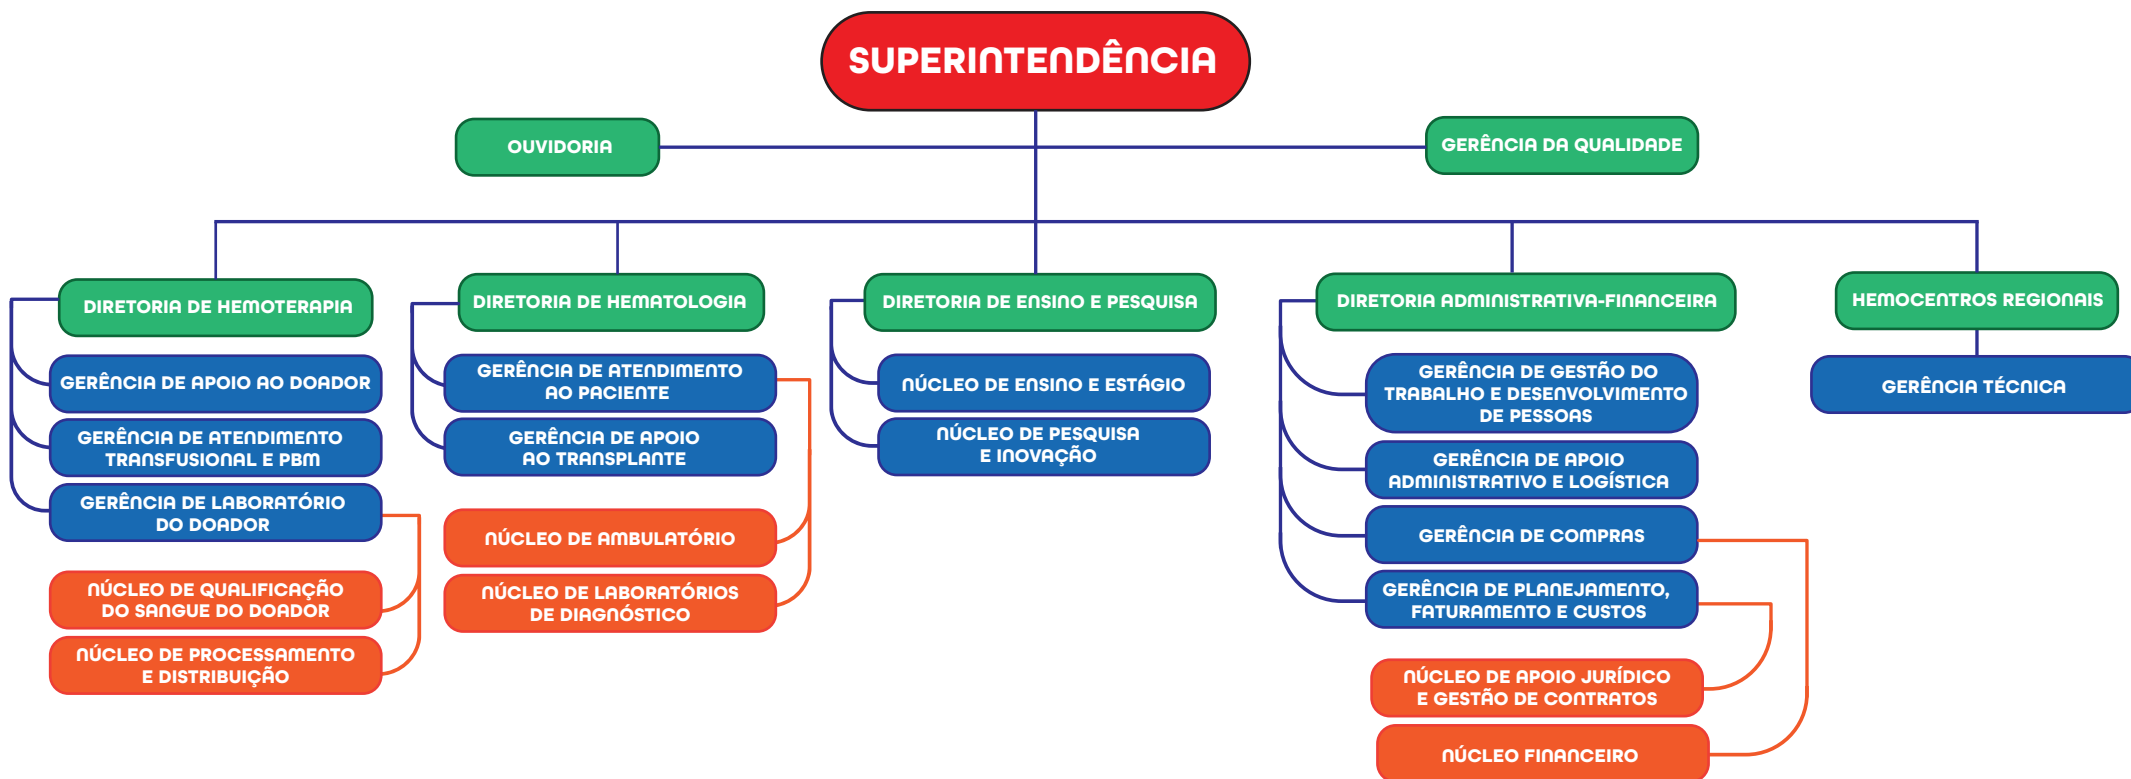 SUPERINTENDÊNCIA
OUVIDORIA
GERÊNCIA DA QUALIDADE
DIRETORIA DE HEMOTERAPIA
GERÊNCIA DE APOIO AO DOADOR
GERÊNCIA DE ATENDIMENTO
TRANSFUSIONAL E PBM
GERÊNCIA DE LABORATÓRIO
DO DOADOR
NÚCLEO DE QUALIFICAÇÃO
DO SANGUE DO DOADOR
NÚCLEO DE PROCESSAMENTO
E DISTRIBUIÇÃO
DIRETORIA DE HEMATOLOGIA
GERÊNCIA DE ATENDIMENTO
AO PACIENTE
GERÊNCIA DE APOIO
AO TRANSPLANTE
NÚCLEO DE AMBULATÓRIO
NÚCLEO DE LABORATÓRIOS
DE DIAGNÓSTICO
DIRETORIA DE ENSINO E PESQUISA
NÚCLEO DE ENSINO E ESTÁGIO
NÚCLEO DE PESQUISA
E INOVAÇÃO
DIRETORIA ADMINISTRATIVA-FINANCEIRA
GERÊNCIA DE GESTÃO DO
TRABALHO E DESENVOLVIMENTO
DE PESSOAS
GERÊNCIA DE APOIO
ADMINISTRATIVO E LOGÍSTICA
GERÊNCIA DE COMPRAS
GERÊNCIA DE PLANEJAMENTO,
FATURAMENTO E CUSTOS
NÚCLEO DE APOIO JURÍDICO
E GESTÃO DE CONTRATOS
NÚCLEO FINANCEIRO
HEMOCENTROS REGIONAIS
GERÊNCIA TÉCNICA